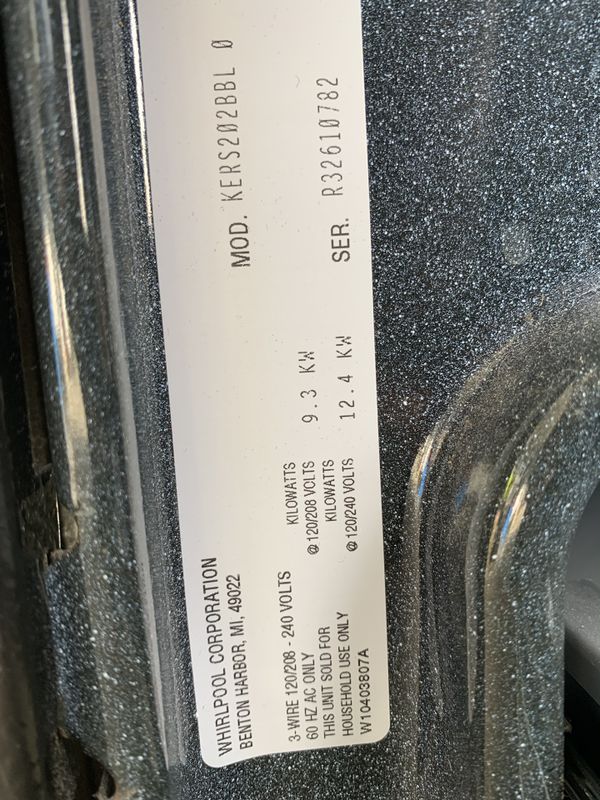 WHIRLPOOL CORPORATION
BENTON HARBOR, MI, 49022
MOD. KERS202BBL 0
3-WIRE 120/208 - 240 VOLTS
60 HZ AC ONLY
THIS UNIT SOLD FOR
HOUSEHOLD USE ONLY
W10403807A
KILOWATTS
@ 120/208 VOLTS
9.3 KW
KILOWATTS
@ 120/240 VOLTS
12.4 KW
SER. R32610782